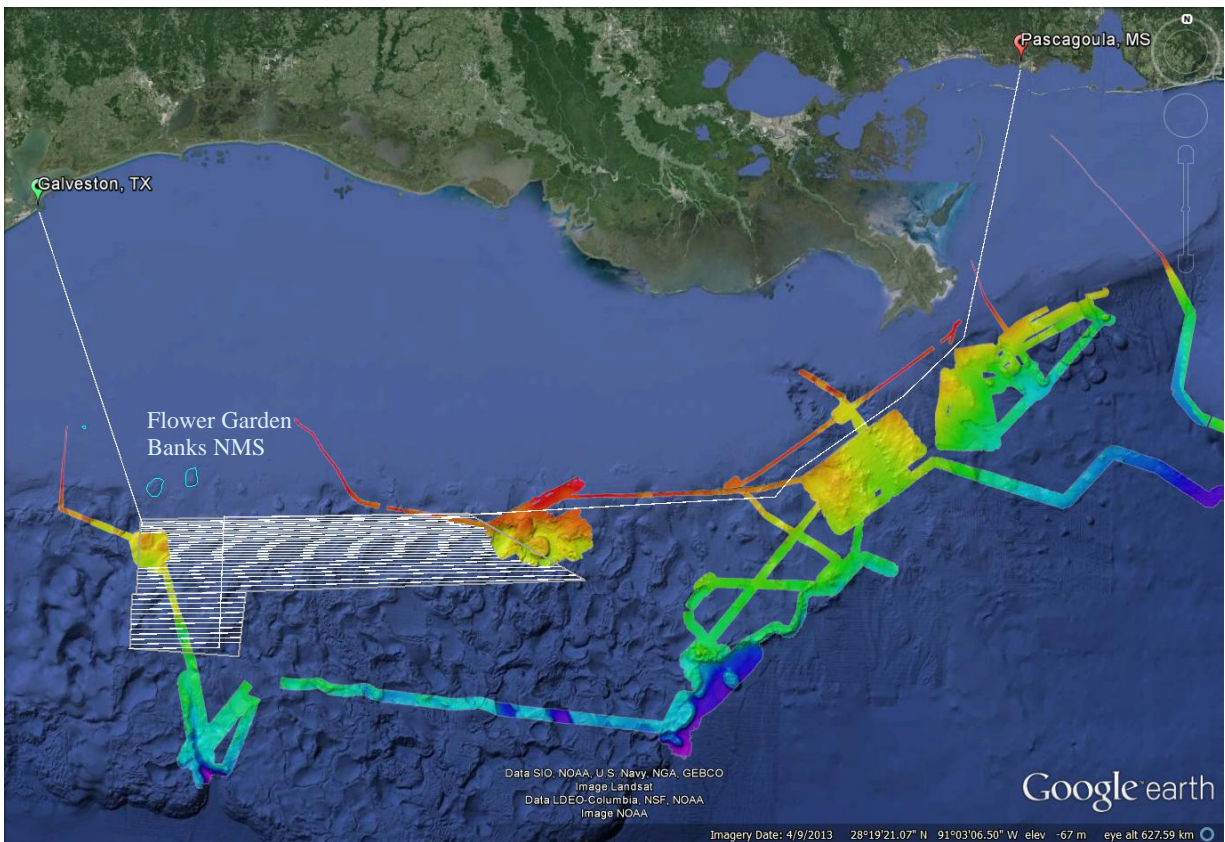 N
Pascagoula, MS
Galveston, TX
Flower Garden
Banks NMS
Data SIO, NOAA, U.S. Navy, NGA, GEBCO
Image Landsat
Data LDEO-Columbia, NSF, NOAA
Image NOAA
Google earth
Imagery Date: 4/9/2013 28°19'21.07" N 91°03'06.50" W elev -67 m eye alt 627.59 km